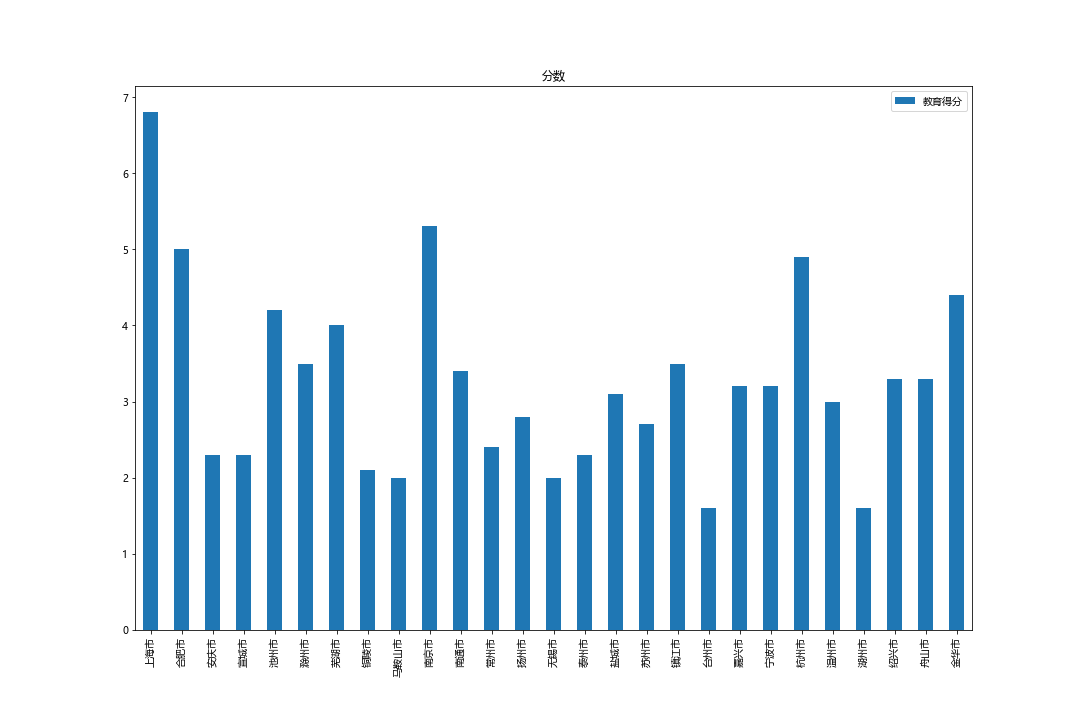 分数
教育得分
7
6
5
4
3
2
1
0
上海市
合肥市
安庆市
宣城市
池州市
滁州市
芜湖市
铜陵市
马鞍山市
南京市
南通市
常州市
扬州市
无锡市
泰州市
盐城市
苏州市
镇江市
台州市
嘉兴市
宁波市
杭州市
温州市
湖州市
绍兴市
舟山市
金华市